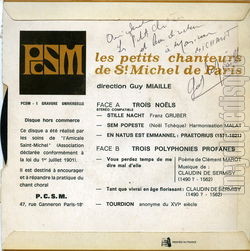 PCSM
les petits chanteurs
de St Michel de Paris
direction Guy MIAILLE
PCSM - 1 GRAVURE UNIVERSELLE
Disque hors commerce
Ce disque a été réalisé par
les soins de l'Amicale
Saint-Michel (Association
déclarée conformément à la
loi du 1er juillet 1901).
Il est destiné à encourager
et à répandre la pratique du
chant choral
P. C. S. M.
47, rue Carneron Paris-18e
FACE A TROIS NOËLS
STEREO COMPATIBLE
STILLE NACHT Franz GRUBER
SEM POPESTE (Noël Tchèque) Harmonisation MALAT
EN NATUS EST EMMANUEL : PRAETORIUS (1571-1621)
FACE B TROIS POLYPHONIES PROFANES
- Vous perdez temps de me dire mal d'elle
Poème de Clément MAROT
Musique de :
CLAUDIN DE SERMISY
(1490 ? - 1562)
- Tant que vivrai en âge florissant : CLAUDIN DE SERMISY
(1490 ? - 1562)
- TOURDION anonyme du XVIe siècle